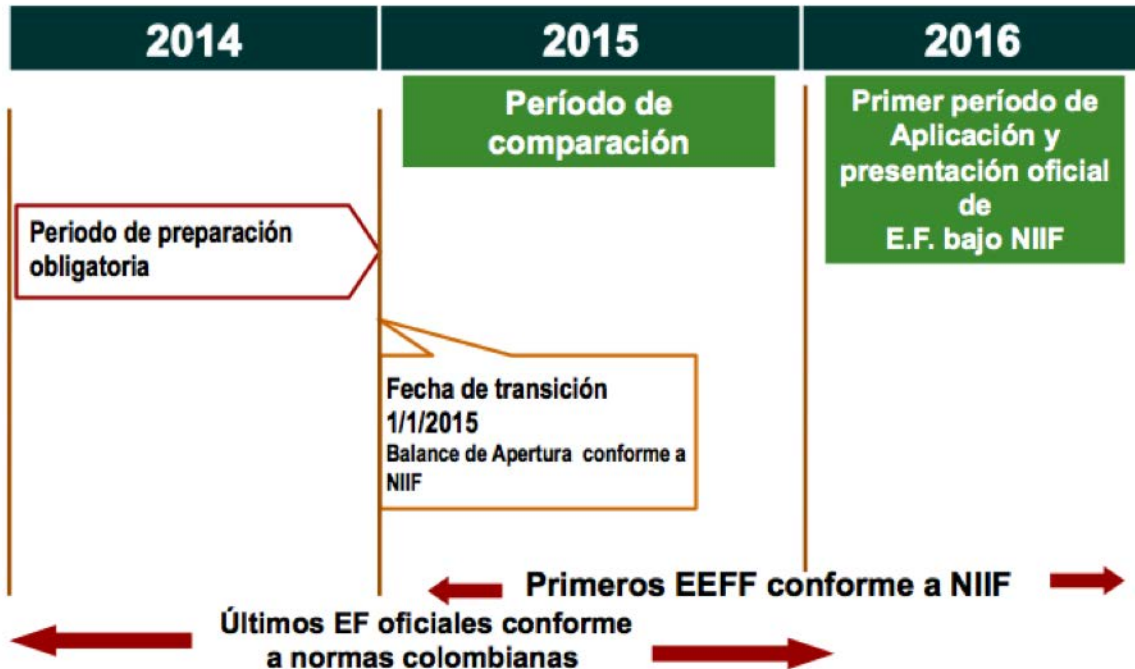 2014
2015
2016
Período de
comparación
Primer período de
Aplicación y
presentación oficial
de
E.F. bajo NIIF
Periodo de preparación
obligatoria
Fecha de transición
1/1/2015
Balance de Apertura conforme a
NIIF
Primeros EEFF conforme a NIIF
Últimos EF oficiales conforme
a normas colombianas